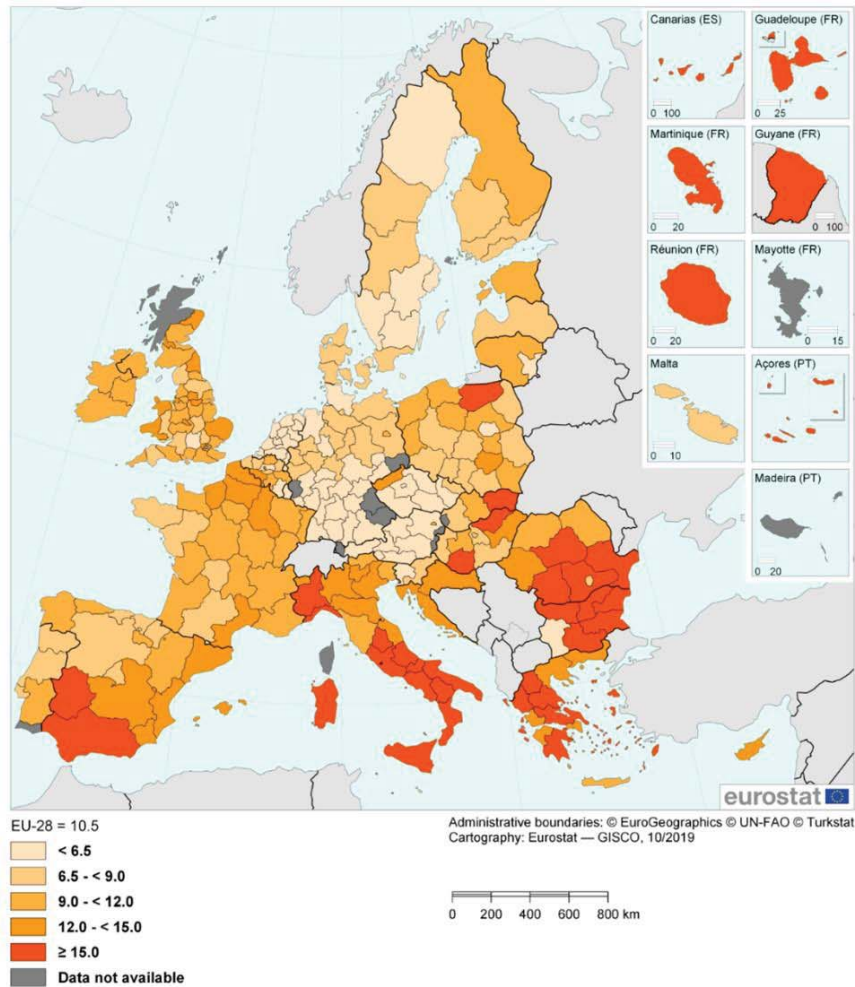 Canarias (ES)
0 100
Guadeloupe (FR)
0 25
Martinique (FR)
0 20
Guyane (FR)
0 100
Réunion (FR)
0 20
Mayotte (FR)
0 15
Malta
0 10
Açores (PT)
0 50
Madeira (PT)
0 20
eurostat
EU-28 = 10.5
Administrative boundaries: © EuroGeographics © UN-FAO © Turkstat
Cartography: Eurostat — GISCO, 10/2019
< 6.5
6.5 - < 9.0
9.0 - < 12.0
12.0 - < 15.0
≥ 15.0
Data not available
0 200 400 600 800 km